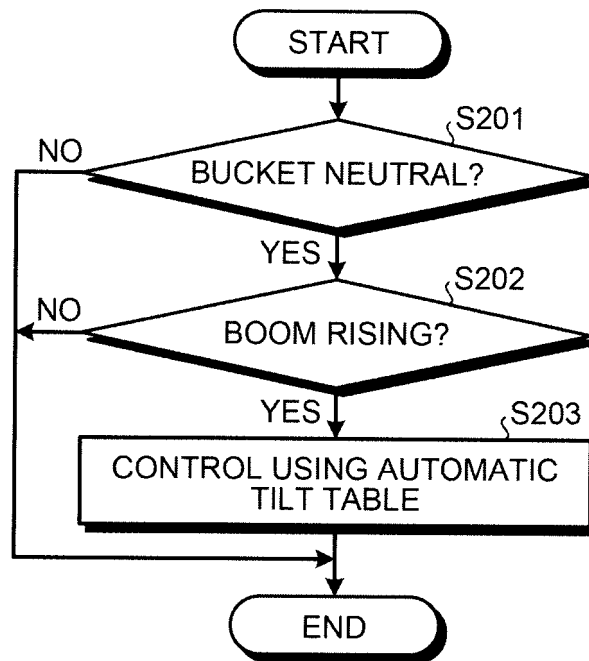 START
S201
NO
BUCKET NEUTRAL?
YES
S202
NO
BOOM RISING?
YES
S203
CONTROL USING AUTOMATIC
TILT TABLE
END